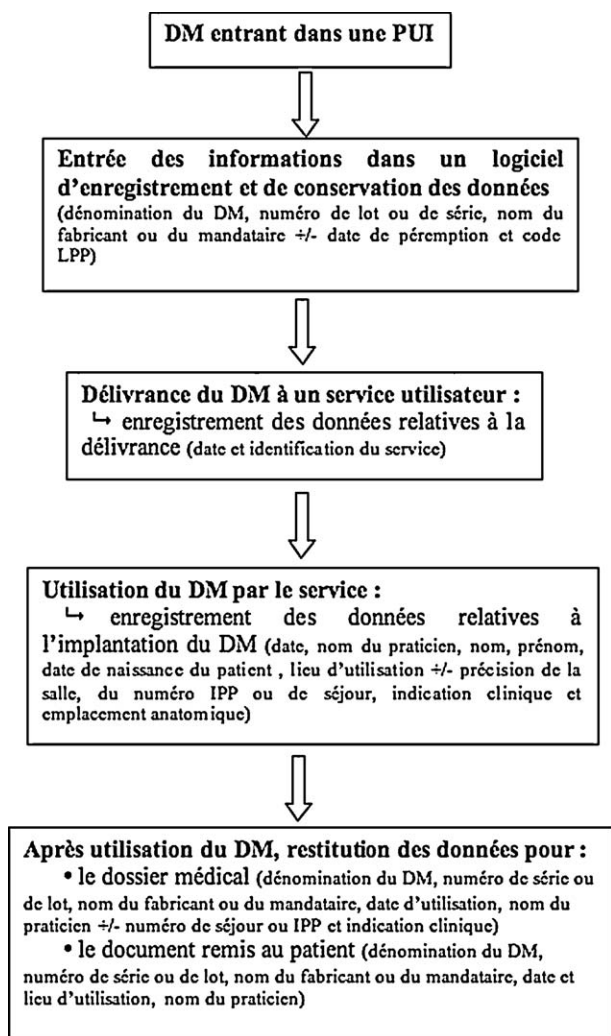 DM entrant dans une PUI
Entrée des informations dans un logiciel
d'enregistrement et de conservation des données
(dénomination du DM, numéro de lot ou de série, nom du
fabricant ou du mandataire +/- date de péremption et code
LPP)
Délivrance du DM à un service utilisateur :
↳ enregistrement des données relatives à la
délivrance (date et identification du service)
Utilisation du DM par le service :
↳ enregistrement des données relatives à
l'implantation du DM (date, nom du praticien, nom, prénom,
date de naissance du patient , lieu d'utilisation +/- précision de la
salle, du numéro IPP ou de séjour, indication clinique et
emplacement anatomique)
Après utilisation du DM, restitution des données pour :
• le dossier médical (dénomination du DM, numéro de série ou
de lot, nom du fabricant ou du mandataire, date d'utilisation, nom du
praticien +/- numéro de séjour ou IPP et indication clinique)
• le document remis au patient (dénomination du DM,
numéro de série ou de lot, nom du fabricant ou du mandataire, date et
lieu d'utilisation, nom du praticien)